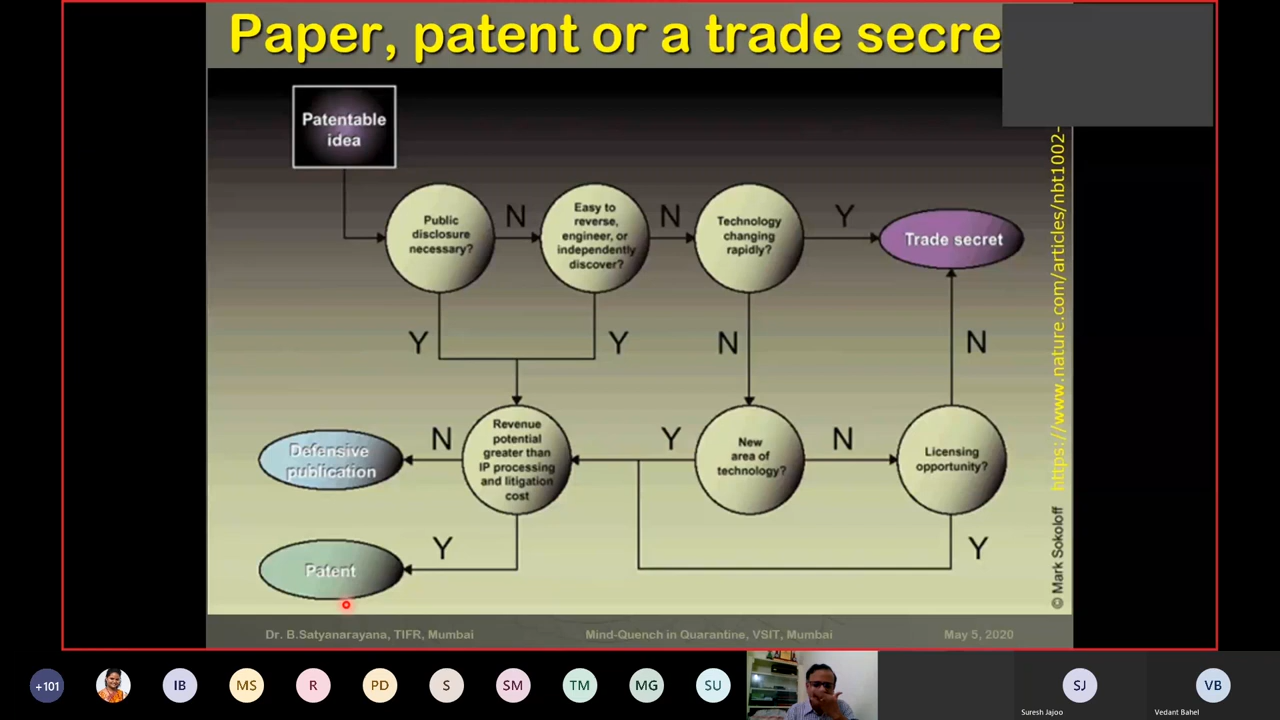 Paper, patent or a trade secre
Patentable
idea
Public
disclosure
necessary?
N
Easy to
reverse,
engineer, or
independently
discover?
N
Technology
changing
rapidly?
Y
Trade secret
Y
Y
N
N
Defensive
publication
N
Revenue
potential
greater than
IP processing
and litigation
cost
Y
New
area of
technology?
N
Licensing
opportunity?
Y
Patent
Y
https://www.nature.com/articles/nbt1002-
© Mark Sokoloff
Dr. B.Satyanarayana, TIFR, Mumbai
Mind-Quench in Quarantine, VSIT, Mumbai
May 5, 2020
+101
IB
MS
R
PD
S
SM
TM
MG
SU
SJ
Suresh Jajoo
VB
Vedant Bahel